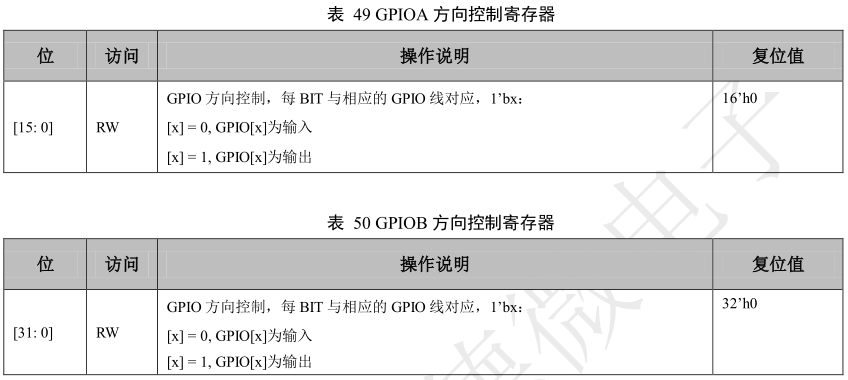 表 49 GPIOA 方向控制寄存器
位 访问 操作说明 复位值
GPIO 方向控制，每 BIT 与相应的 GPIO 线对应，1’bx： 16’h0
[15: 0] RW [x] = 0, GPIO[x]为输入
[x] = 1, GPIO[x]为输出
表 50 GPIOB 方向控制寄存器
位 访问 操作说明 复位值
GPIO 方向控制，每 BIT 与相应的 GPIO 线对应，1’bx： 32’h0
[31: 0] RW [x] = 0, GPIO[x]为输入
[x] = 1, GPIO[x]为输出
捷微电子